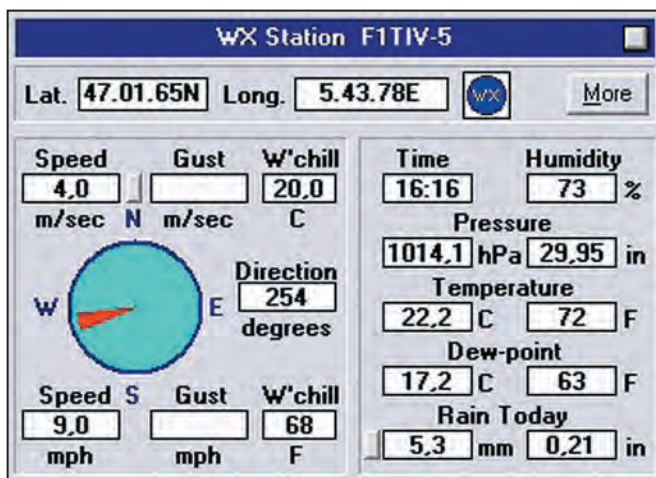 WX Station F1TIV-5
Lat. 47.01.65N Long. 5.43.78E WX More
Speed Gust W'chill
4,0 20,0
m/sec N m/sec C
W E
Direction
254
degrees
Speed S Gust W'chill
9,0 68
mph mph F
Time Humidity
16:16 73 %
Pressure
1014,1 hPa 29,95 in
Temperature
22,2 C 72 F
Dew-point
17,2 C 63 F
Rain Today
5,3 mm 0,21 in